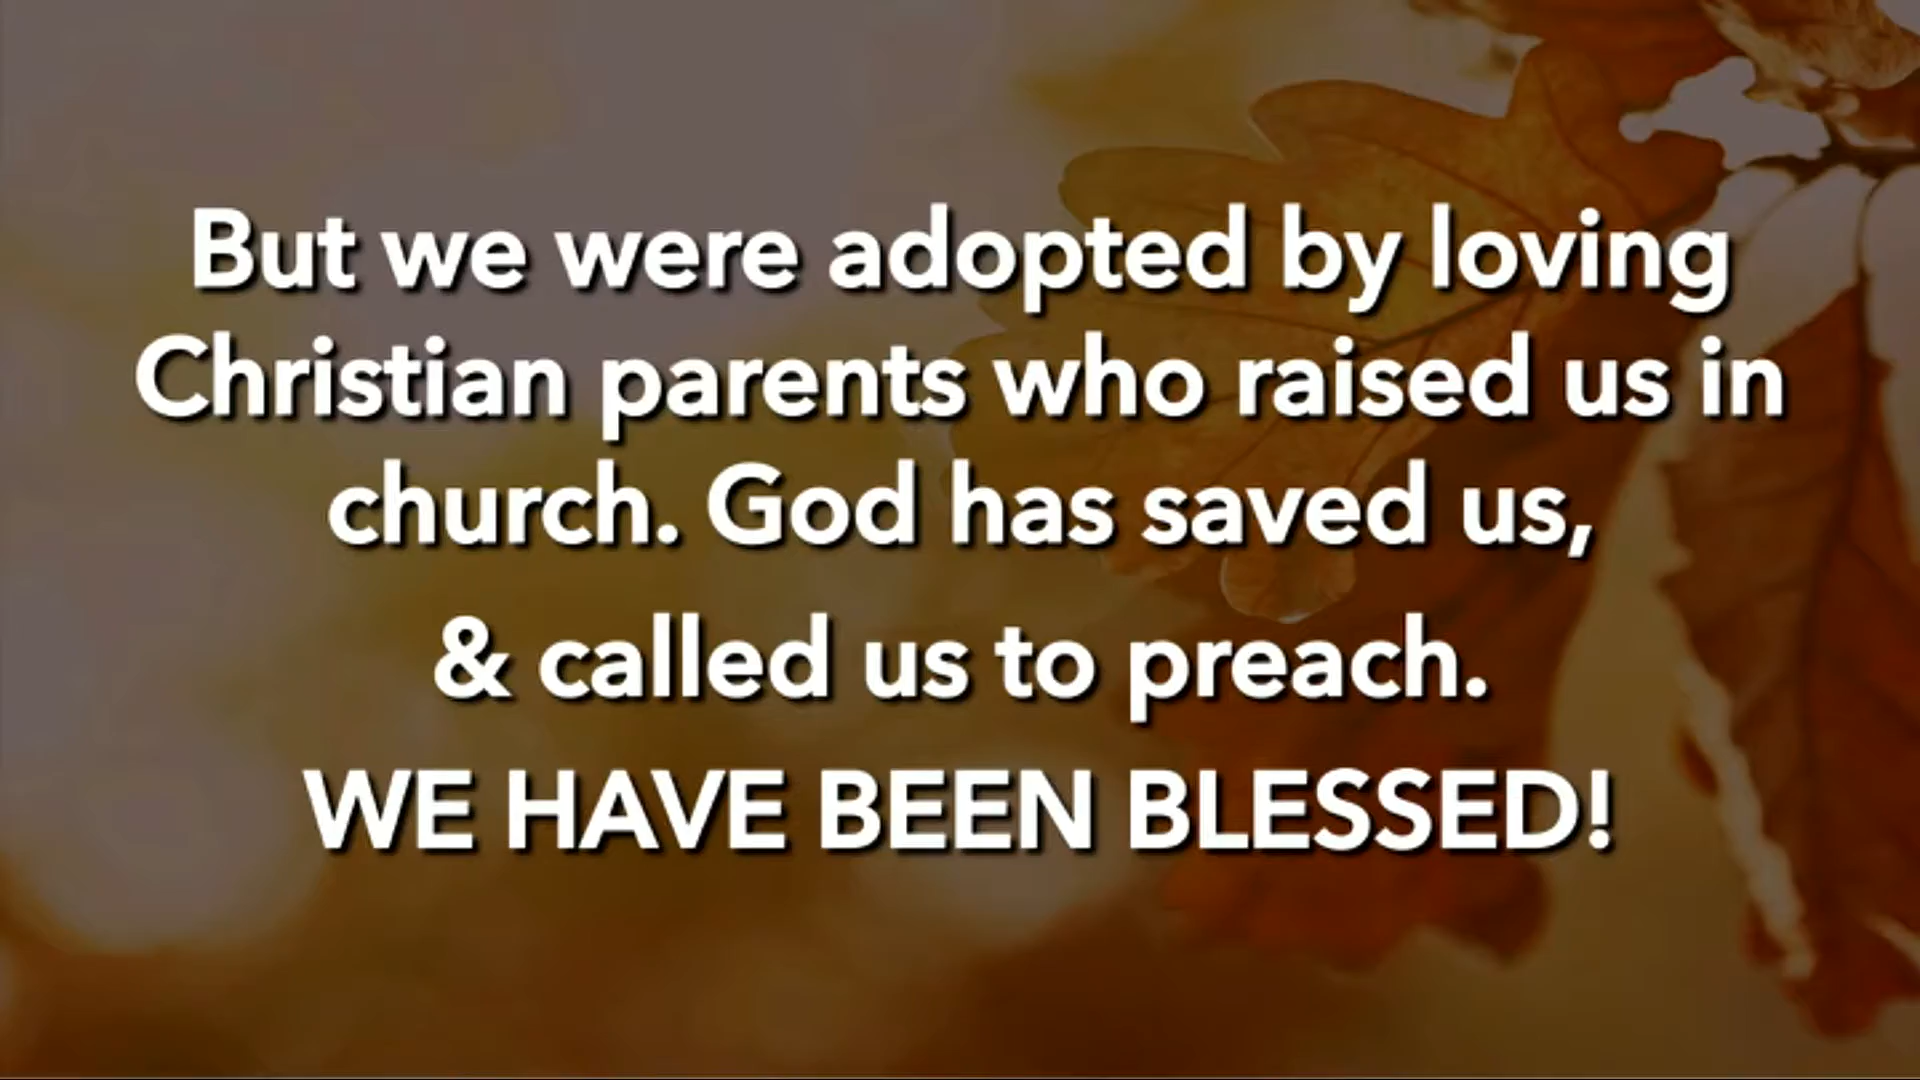 But we were adopted by loving
Christian parents who raised us in
church. God has saved us,
& called us to preach.
WE HAVE BEEN BLESSED!